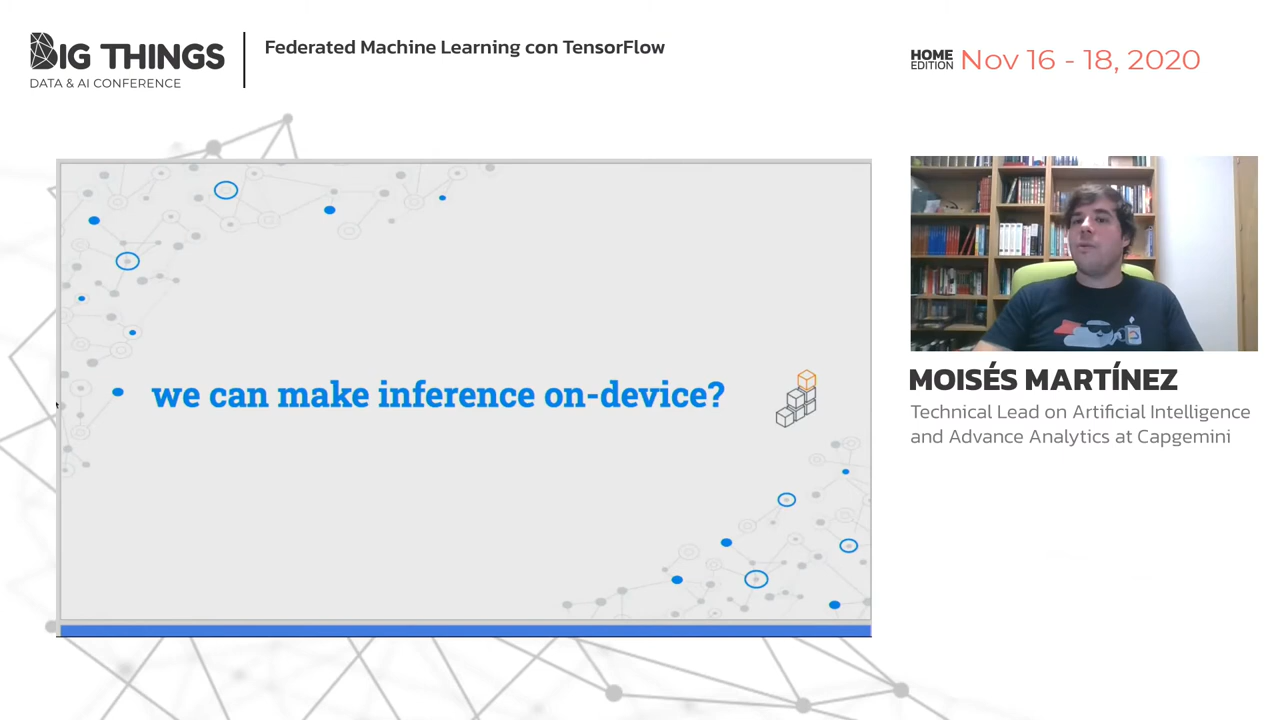 BIG THINGS
DATA & AI CONFERENCE
Federated Machine Learning con TensorFlow
HOME
EDITION
Nov 16 - 18, 2020
• we can make inference on-device?
MOISÉS MARTÍNEZ
Technical Lead on Artificial Intelligence
and Advance Analytics at Capgemini